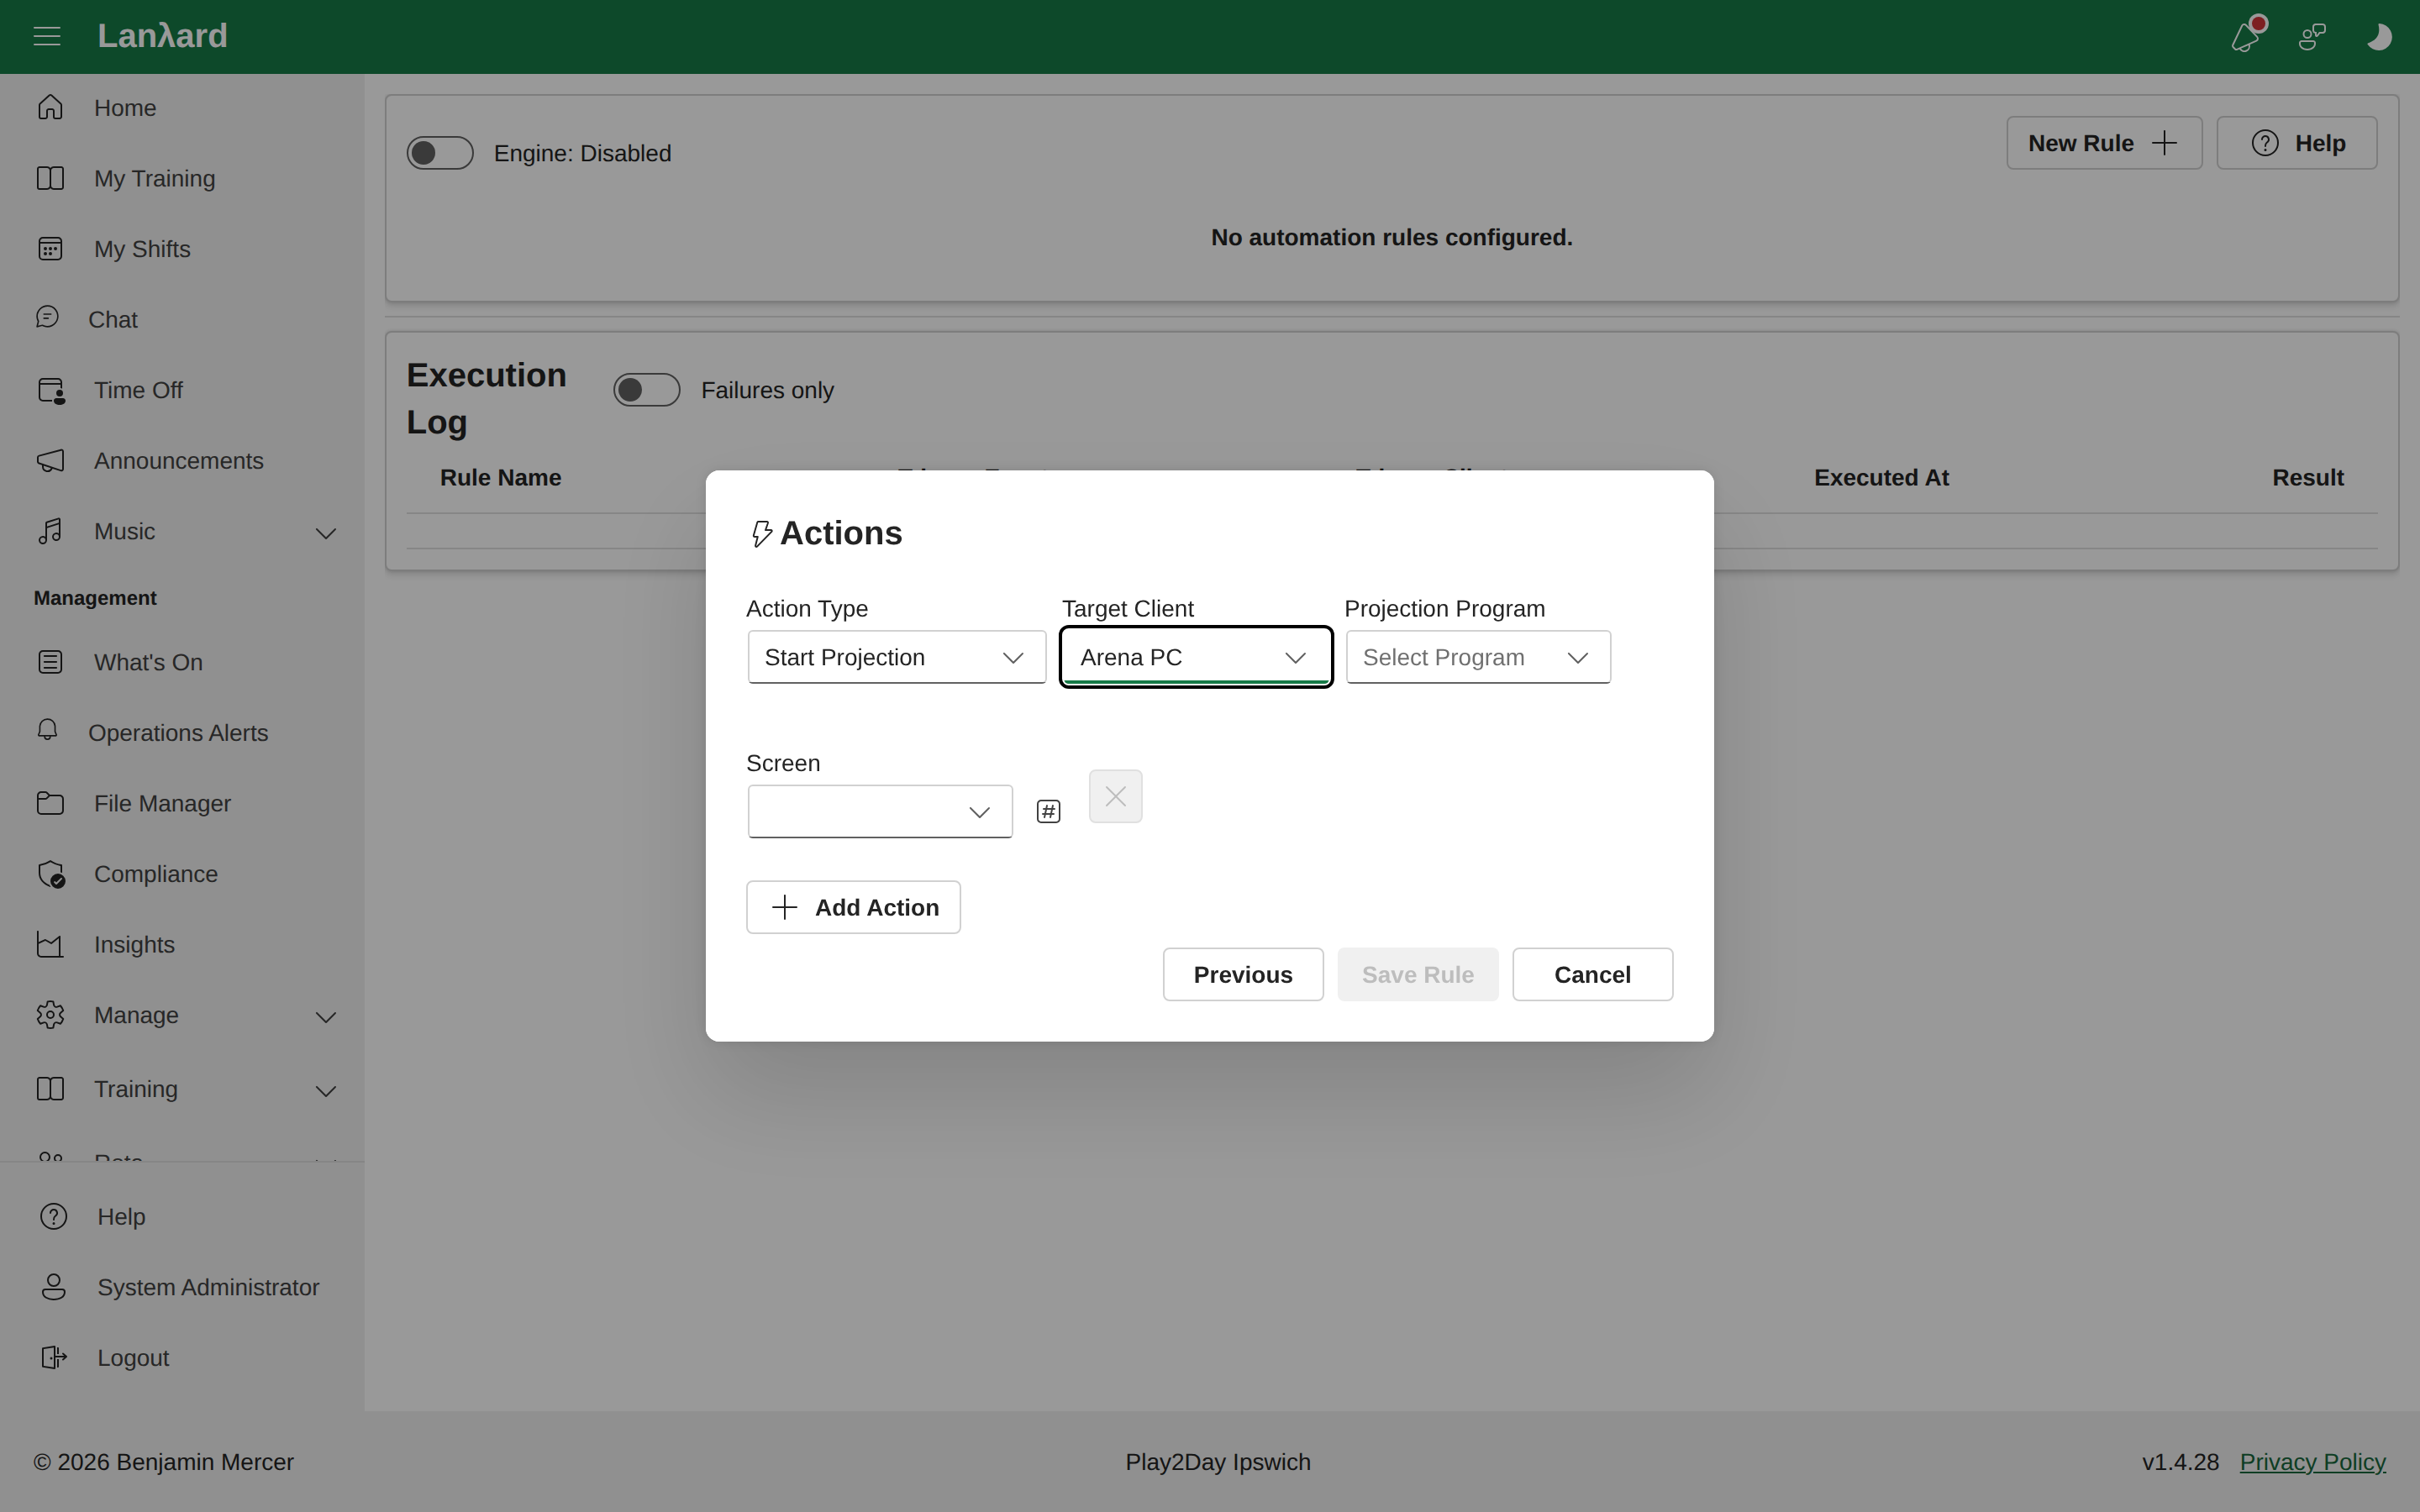 Lanλard
Home
My Training
My Shifts
Chat
Time Off
Announcements
Music
Management
What's On
Operations Alerts
File Manager
Compliance
Insights
Manage
Training
Rota
Help
System Administrator
Logout
Engine: Disabled
New Rule
Help
No automation rules configured.
Execution
Log
Failures only
Rule Name
Executed At
Result
Actions
Action Type
Target Client
Projection Program
Start Projection
Arena PC
Select Program
Screen
Add Action
Previous
Save Rule
Cancel
© 2026 Benjamin Mercer
Play2Day Ipswich
v1.4.28
Privacy Policy